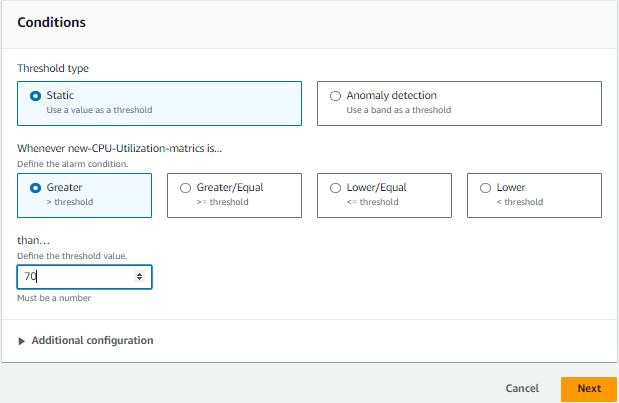 Conditions
Threshold type
Static
Use a value as a threshold
Anomaly detection
Use a band as a threshold
Whenever new-CPU-Utilization-matrics is...
Define the alarm condition.
Greater
> threshold
Greater/Equal
>= threshold
Lower/Equal
<= threshold
Lower
< threshold
than...
Define the threshold value.
70
Must be a number
Additional configuration
Cancel
Next